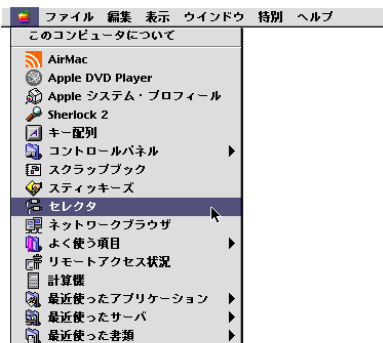 ファイル 編集 表示 ウインドウ 特別 ヘルプ
このコンピュータについて
AirMac
Apple DVD Player
Apple システム・プロフィール
Sherlock 2
キー配列
コントロールパネル
スクラップブック
スティッキーズ
セレクタ
ネットワークブラウザ
よく使う項目
リモートアクセス状況
計算機
最近使ったアプリケーション
最近使ったサーバ
最近使った書類